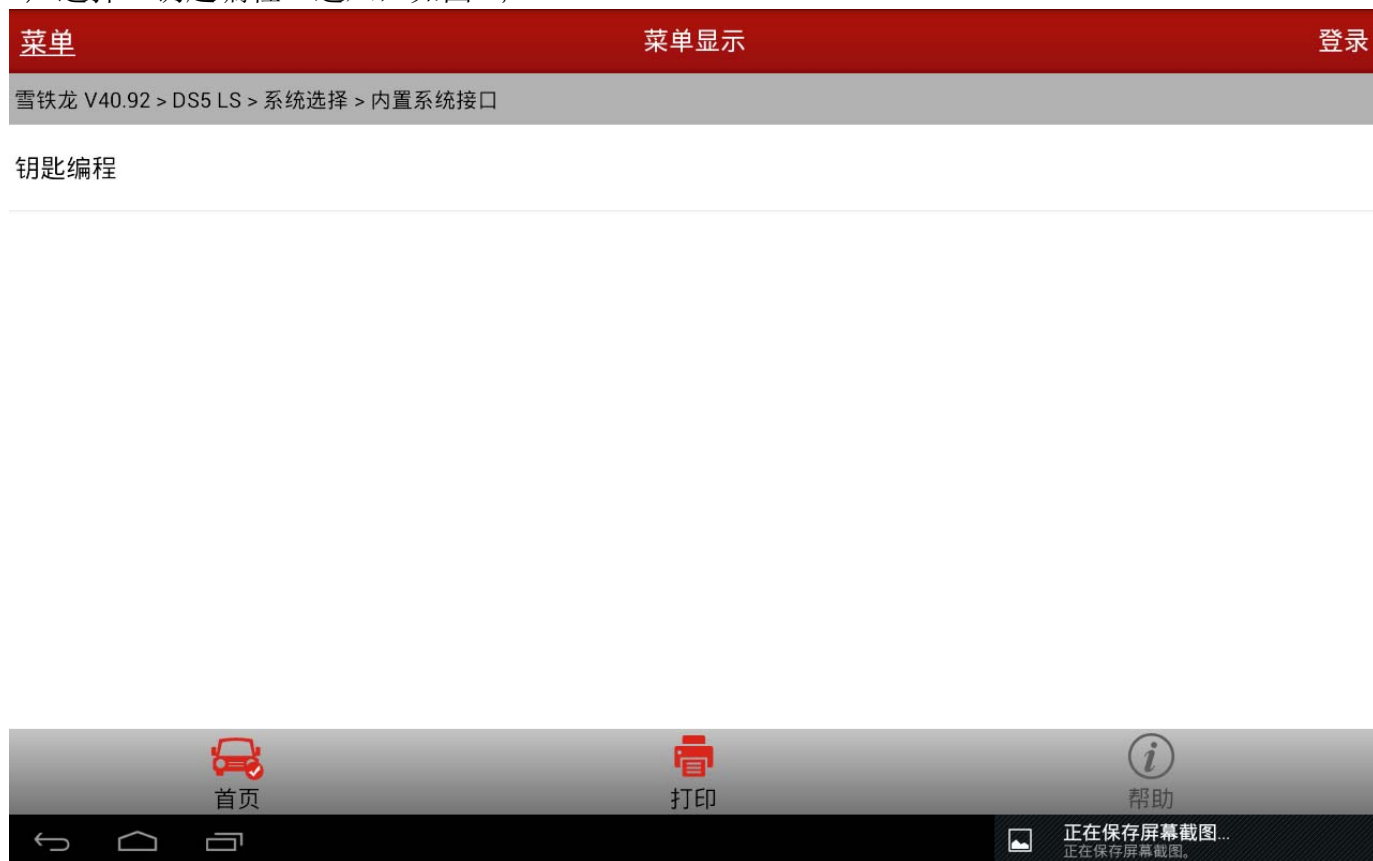 菜单
菜单显示
登录
雪铁龙 V40.92 > DS5 LS > 系统选择 > 内置系统接口
钥匙编程
首页
打印
帮助
正在保存屏幕截图...
正在保存屏幕截图。